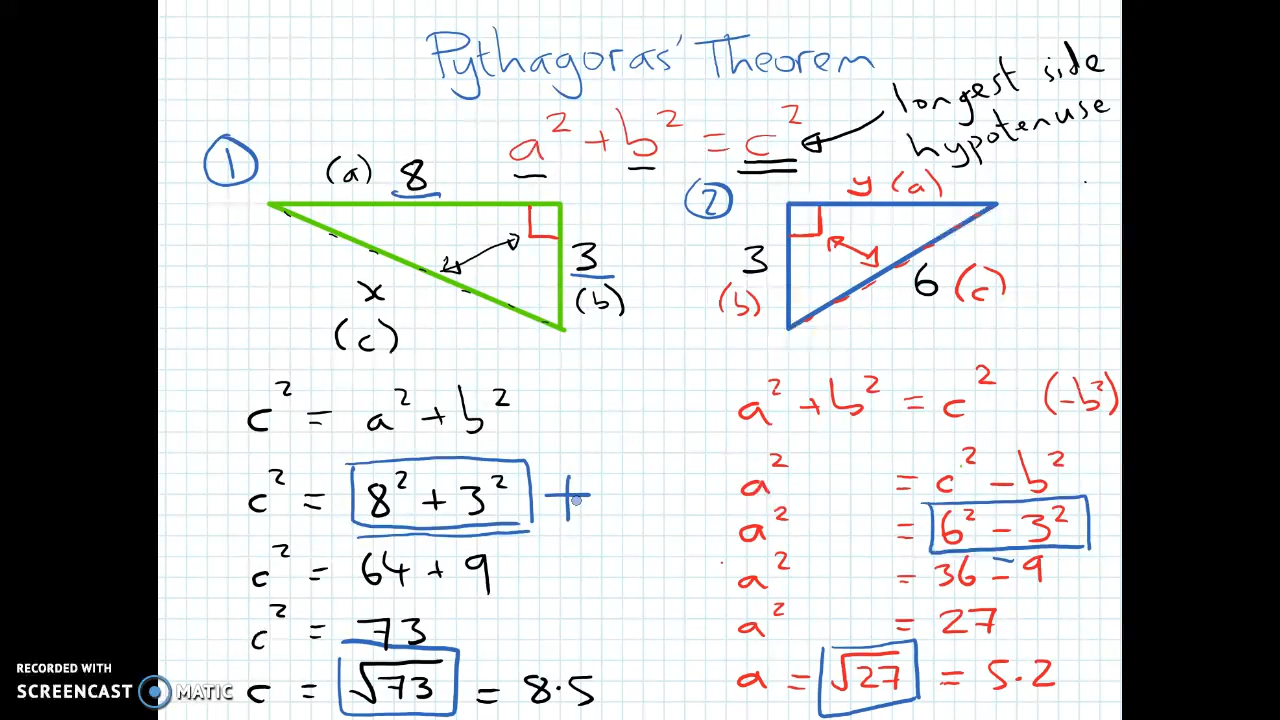 Pythagoras' Theorem
a² + b² = c²
longest side
hypotenuse
1
(a) 8
3
(b)
x
(c)
c² = a² + b²
c² = 8² + 3² +
c² = 64 + 9
c² = 73
c = √73 = 8.5
2
y (a)
3
(b)
6 (c)
a² + b² = c² (-b²)
a² = c² - b²
a² = 6² - 3²
a² = 36 - 9
a² = 27
a = √27 = 5.2
RECORDED WITH
SCREENCAST MATIC